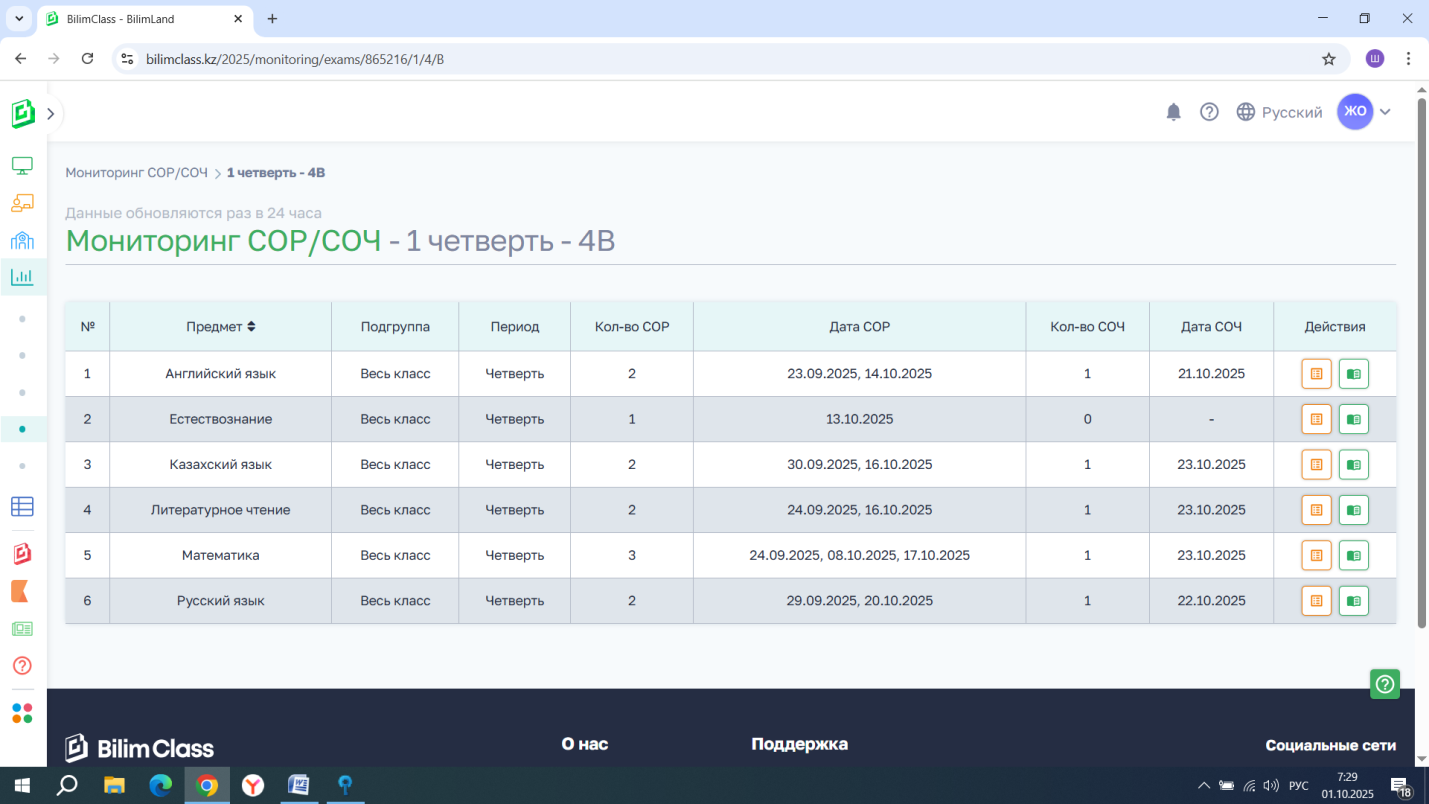 BilimClass - BilimLand
bilimclass.kz/2025/monitoring/exams/865216/1/4/B
Ш
Русский
ЖО
Мониторинг СОР/СОЧ > 1 четверть - 4В
Данные обновляются раз в 24 часа
Мониторинг СОР/СОЧ - 1 четверть - 4В
№ Предмет Подгруппа Период Кол-во СОР Дата СОР Кол-во СОЧ Дата СОЧ Действия
1 Английский язык Весь класс Четверть 2 23.09.2025, 14.10.2025 1 21.10.2025
2 Естествознание Весь класс Четверть 1 13.10.2025 0 -
3 Казахский язык Весь класс Четверть 2 30.09.2025, 16.10.2025 1 23.10.2025
4 Литературное чтение Весь класс Четверть 2 24.09.2025, 16.10.2025 1 23.10.2025
5 Математика Весь класс Четверть 3 24.09.2025, 08.10.2025, 17.10.2025 1 23.10.2025
6 Русский язык Весь класс Четверть 2 29.09.2025, 20.10.2025 1 22.10.2025
Bilim Class О нас Поддержка Социальные сети
РУС
7:29
01.10.2025
18